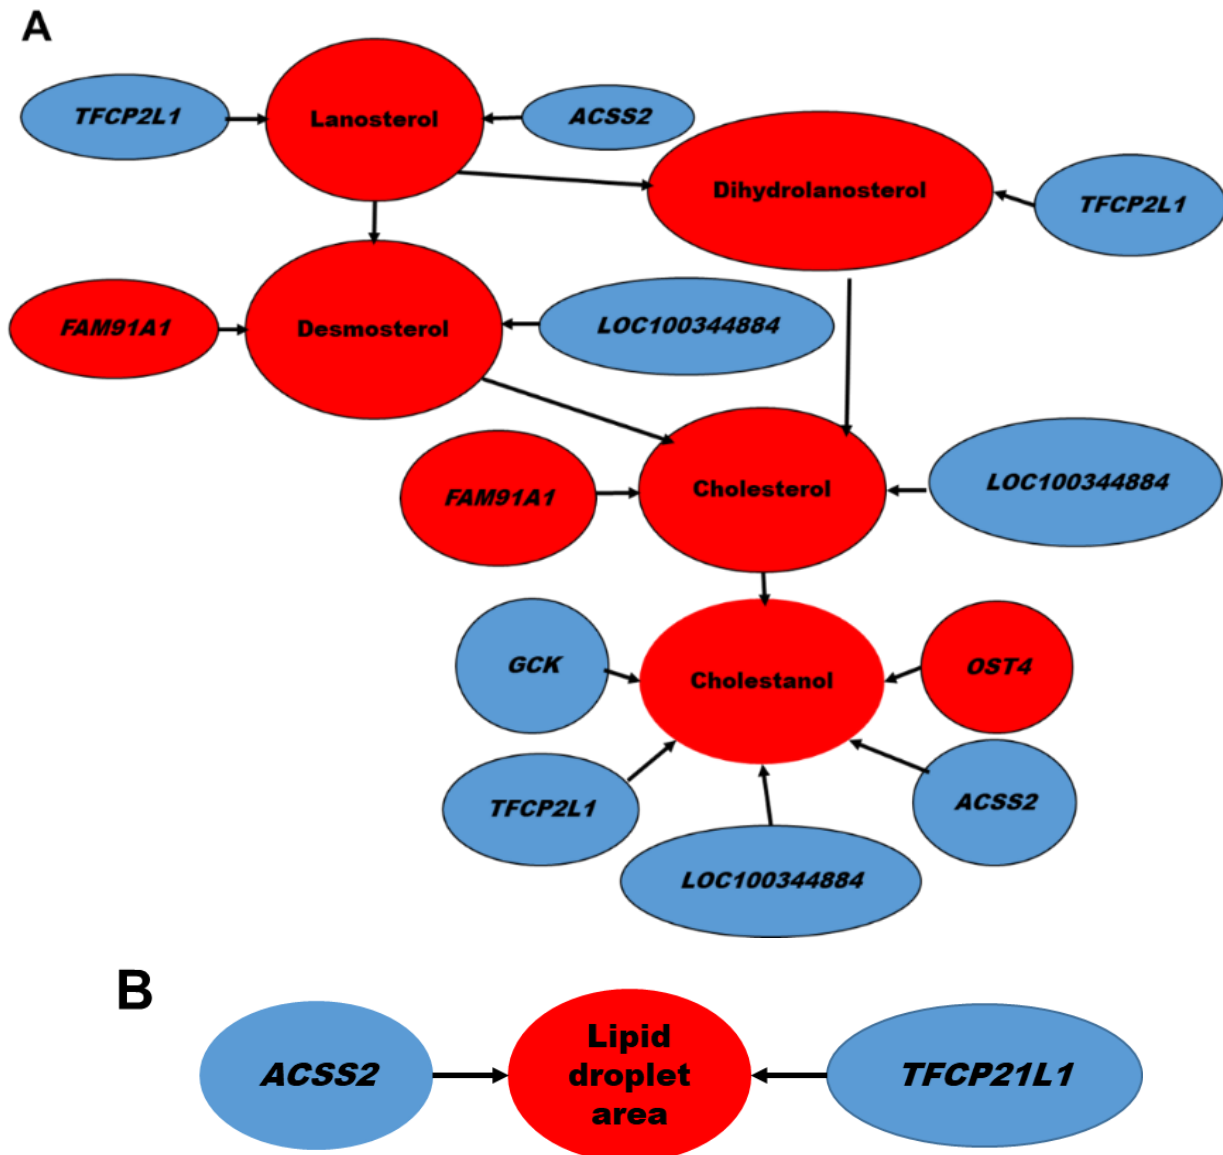 A
TFCP2L1
Lanosterol
ACSS2
Dihydrolanosterol
TFCP2L1
FAM91A1
Desmosterol
LOC100344884
FAM91A1
Cholesterol
LOC100344884
GCK
Cholestanol
OST4
TFCP2L1
ACSS2
LOC100344884
B
ACSS2
Lipid
droplet
area
TFCP21L1